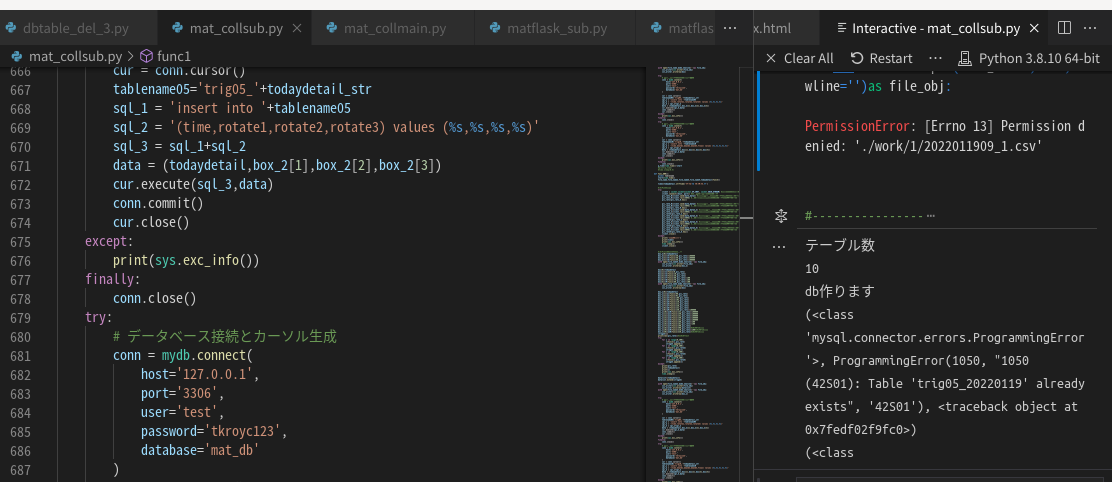 dbtable_del_3.py
mat_collsub.py
mat_collmain.py
matflask_sub.py
matflas
x.html
Interactive - mat_collsub.py
mat_collsub.py > func1
Clear All
Restart
Python 3.8.10 64-bit
666 cur = conn.cursor()
667 tablename05='trig05_'+todaydetail_str
668 sql_1 = 'insert into '+tablename05
669 sql_2 = '(time,rotate1,rotate2,rotate3) values (%s,%s,%s,%s)'
670 sql_3 = sql_1+sql_2
671 data = (todaydetail,box_2[1],box_2[2],box_2[3])
672 cur.execute(sql_3,data)
673 conn.commit()
674 cur.close()
675 except:
676 print(sys.exc_info())
677 finally:
678 conn.close()
679 try:
680 # データベース接続とカーソル生成
681 conn = mydb.connect(
682 host='127.0.0.1',
683 port='3306',
684 user='test',
685 password='tkroyc123',
686 database='mat_db'
687 )
wline='')as file_obj:
PermissionError: [Errno 13] Permission d
enied: './work/1/2022011909_1.csv'
#----------------
テーブル数
10
db作ります
(<class
'mysql.connector.errors.ProgrammingError
'>, ProgrammingError(1050, "1050
(42S01): Table 'trig05_20220119' already
exists", '42S01'), <traceback object at
0x7fedf02f9fc0>)
(<class